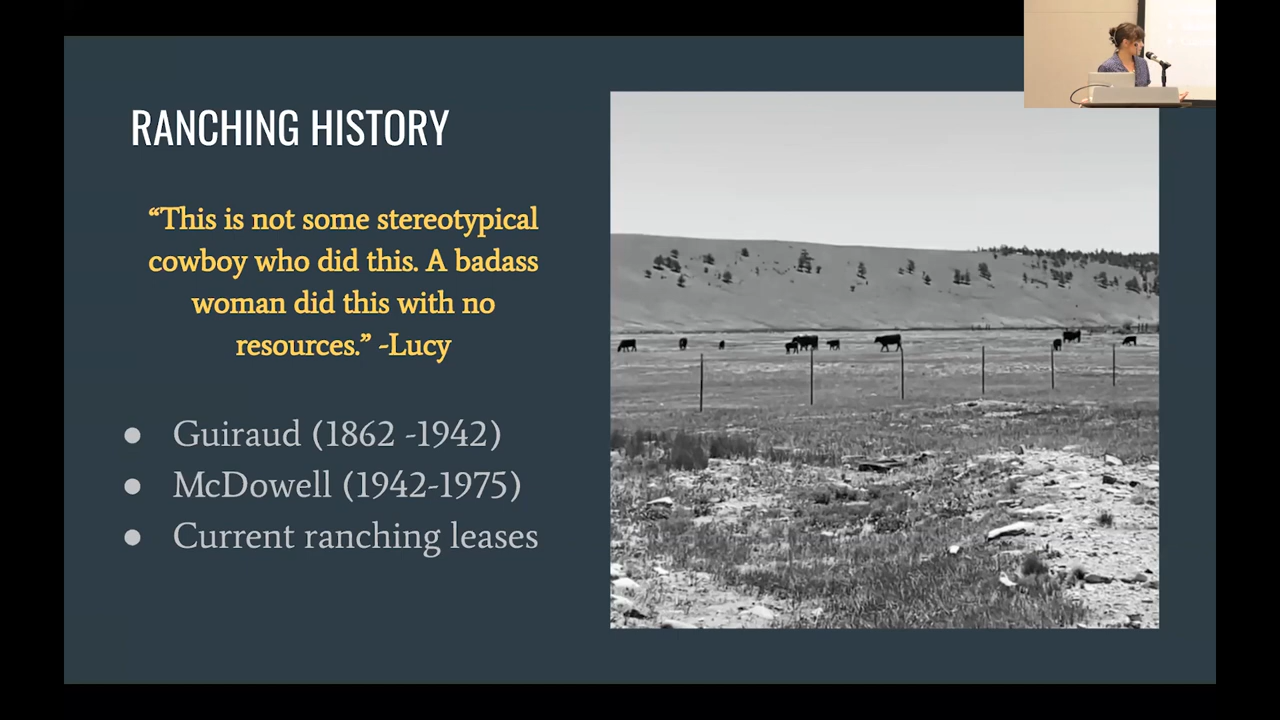 RANCHING HISTORY
“This is not some stereotypical
cowboy who did this. A badass
woman did this with no
resources.” -Lucy
● Guiraud (1862 -1942)
● McDowell (1942-1975)
● Current ranching leases